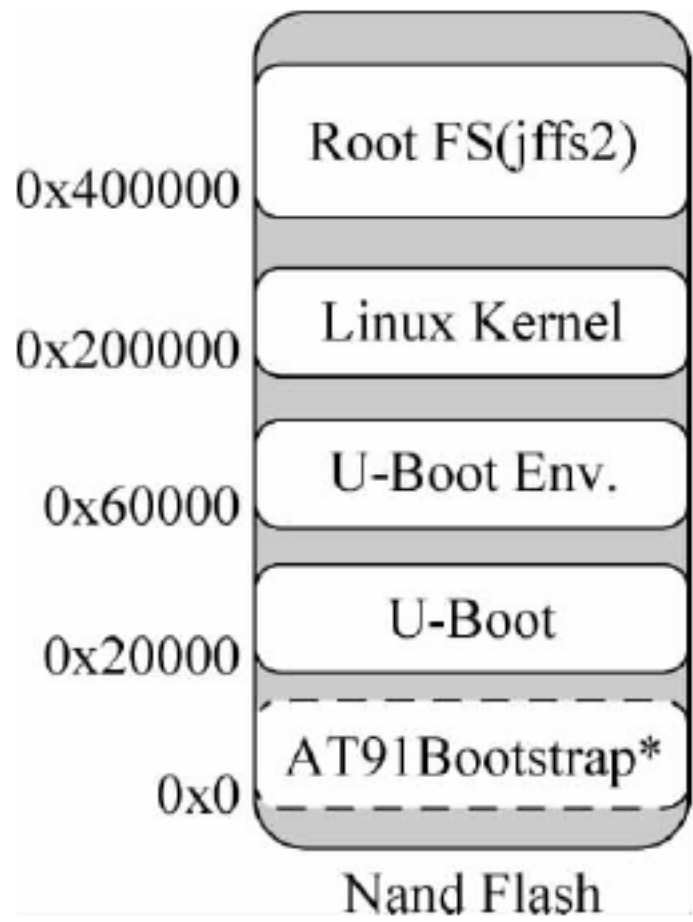 Root FS(jffs2)
0x400000
Linux Kernel
0x200000
U-Boot Env.
0x60000
U-Boot
0x20000
AT91Bootstrap*
0x0
Nand Flash